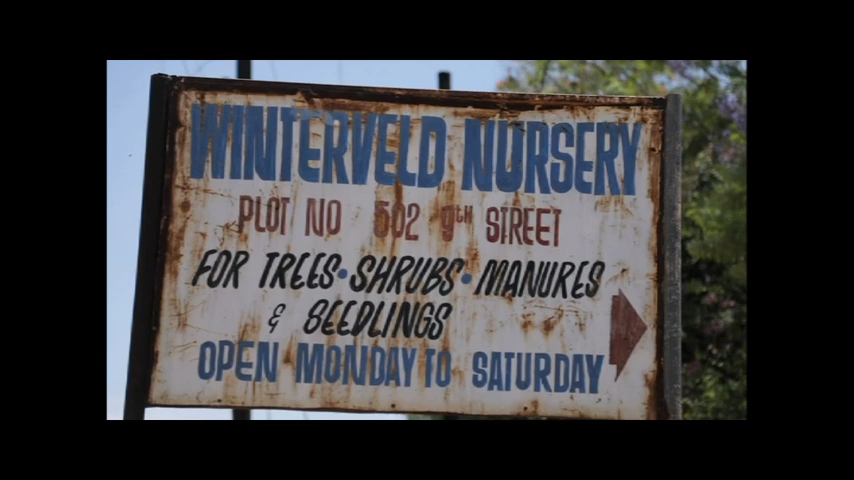 WINTERVELD NURSERY
PLOT NO 502 9TH STREET
FOR TREES • SHRUBS • MANURES
& SEEDLINGS
OPEN MONDAY TO SATURDAY